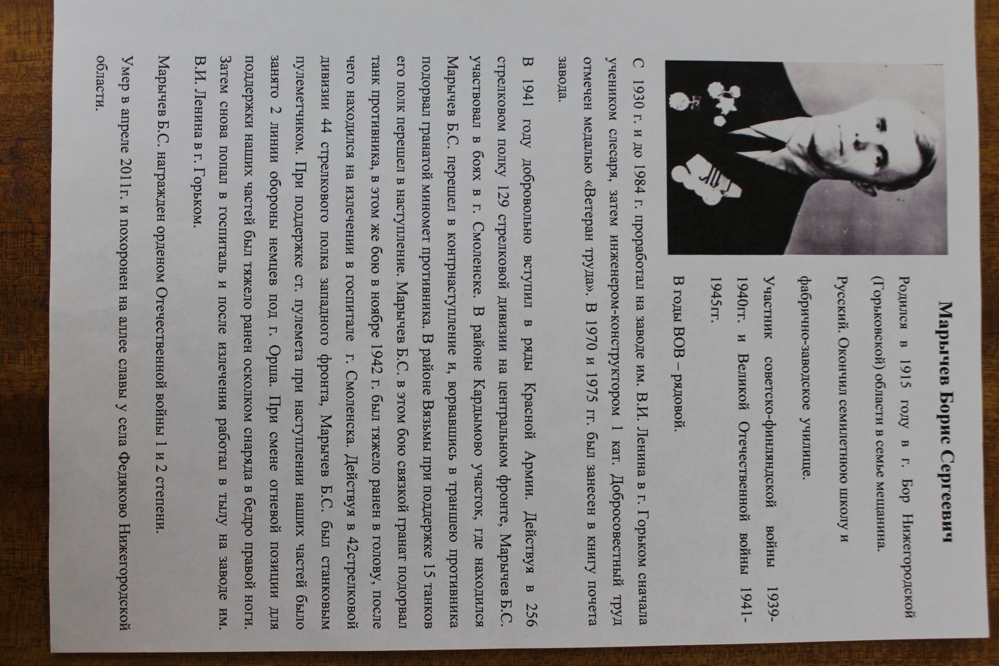 Марычев Борис Сергеевич
Родился в 1915 году в г. Бор Нижегородской
(Горьковской) области в семье мещанина.
Русский. Окончил семилетнюю школу и
фабрично-заводское училище.
Участник советско-финляндской войны 1939-
1940гг. и Великой Отечественной войны 1941-
1945гг.
В годы ВОВ – рядовой.
С 1930 г. и до 1984 г. проработал на заводе им. В.И. Ленина в г. Горьком сначала
учеником слесаря, затем инженером-конструктором 1 кат. Добросовестный труд
отмечен медалью «Ветеран труда». В 1970 и 1975 гг. был занесен в книгу почета
завода.
В 1941 году добровольно вступил в ряды Красной Армии. Действуя в 256
стрелковом полку 129 стрелковой дивизии на центральном фронте, Марычев Б.С.
участвовал в боях в г. Смоленске. В районе Кардымово участок, где находился
Марычев Б.С. перешел в контрнаступление и, ворвавшись в траншею противника
подорвал гранатой миномет противника. В районе Вязьмы при поддержке 15 танков
его полк перешел в наступление. Марычев Б.С. в этом бою связкой гранат подорвал
танк противника, в этом же бою в ноябре 1942 г. был тяжело ранен в голову, после
чего находился на излечении в госпитале г. Смоленска. Действуя в 42стрелковой
дивизии 44 стрелкового полка западного фронта, Марычев Б.С. был станковым
пулеметчиком. При поддержке ст. пулемета при наступлении наших частей было
занято 2 линии обороны немцев под г. Орша. При смене огневой позиции для
поддержки наших частей был тяжело ранен осколком снаряда в бедро правой ноги.
Затем снова попал в госпиталь и после излечения работал в тылу на заводе им.
В.И. Ленина в г. Горьком.
Марычев Б.С. награжден орденом Отечественной войны 1 и 2 степени.
Умер в апреле 2011г. и похоронен на аллее славы у села Федяково Нижегородской
области.